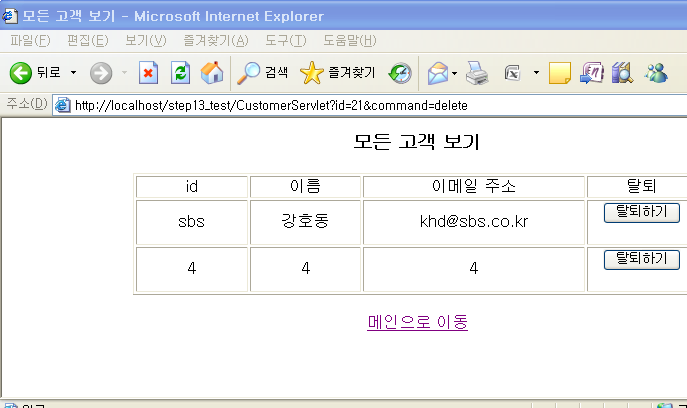 모든 고객 보기 - Microsoft Internet Explorer
파일(F) 편집(E) 보기(V) 즐겨찾기(A) 도구(T) 도움말(H)
뒤로 검색 즐겨찾기
주소(D) http://localhost/step13_test/CustomerServlet?id=21&command=delete
모든 고객 보기
id 이름 이메일 주소 탈퇴
sbs 강호동 khd@sbs.co.kr 탈퇴하기
4 4 4 탈퇴하기
메인으로 이동